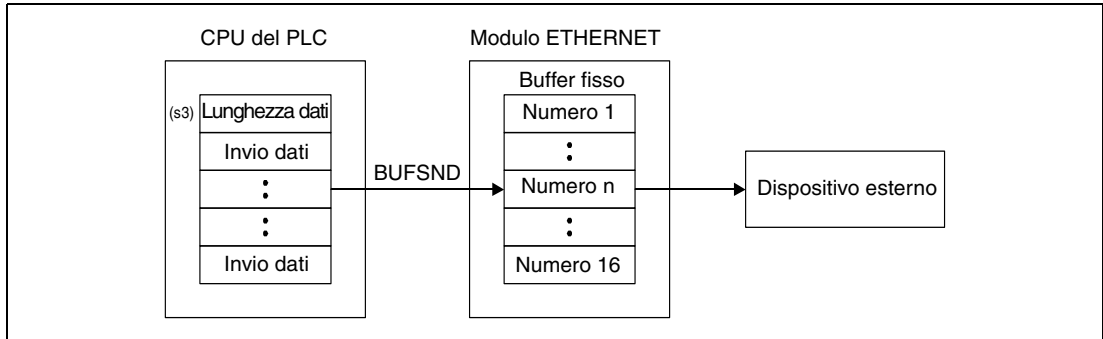 CPU del PLC
Modulo ETHERNET
(s3)
Lunghezza dati
Invio dati
Invio dati
BUFSND
Buffer fisso
Numero 1
Numero n
Numero 16
Dispositivo esterno